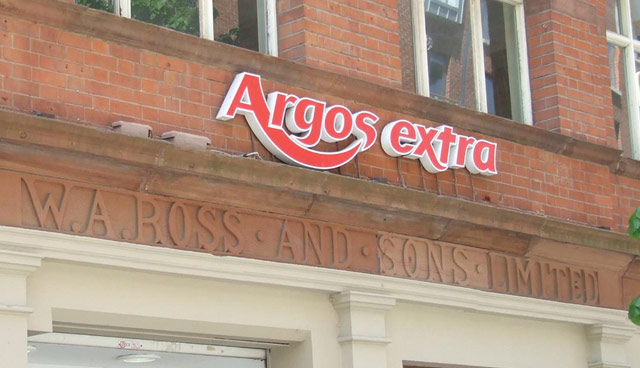 Argos extra
W.A.ROSS · AND · SONS · LIMITED